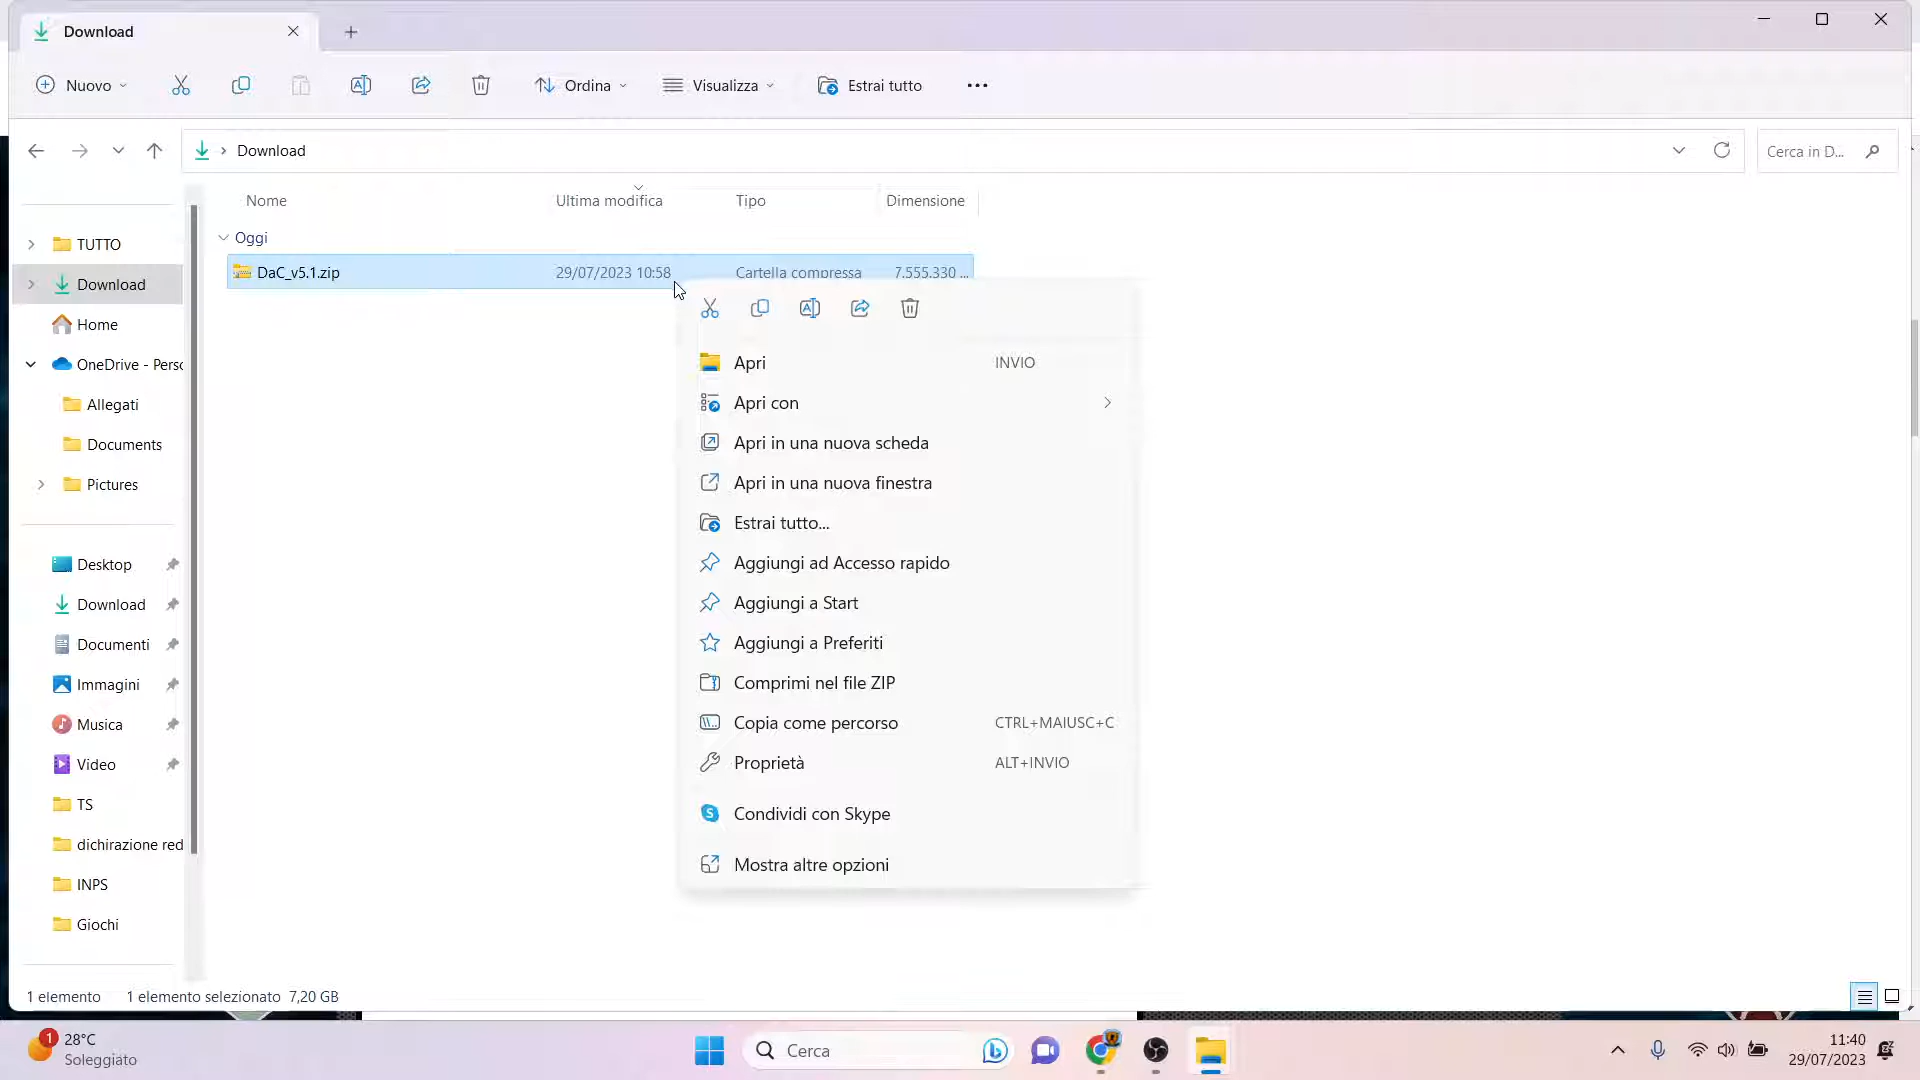 Download
Nuovo
Ordina
Visualizza
Estrai tutto
Download
Cerca in D...
Nome
Ultima modifica
Tipo
Dimensione
Oggi
DaC_v5.1.zip
29/07/2023 10:58
Cartella compressa
7.555.330 ...
TUTTO
Download
Home
OneDrive - Perso
Allegati
Documents
Pictures
Desktop
Download
Documenti
Immagini
Musica
Video
TS
dichirazione red
INPS
Giochi
Apri
INVIO
Apri con
Apri in una nuova scheda
Apri in una nuova finestra
Estrai tutto...
Aggiungi ad Accesso rapido
Aggiungi a Start
Aggiungi a Preferiti
Comprimi nel file ZIP
Copia come percorso
CTRL+MAIUSC+C
Proprietà
ALT+INVIO
Condividi con Skype
Mostra altre opzioni
1 elemento
1 elemento selezionato 7,20 GB
1
28°C
Soleggiato
Cerca
11:40
29/07/2023